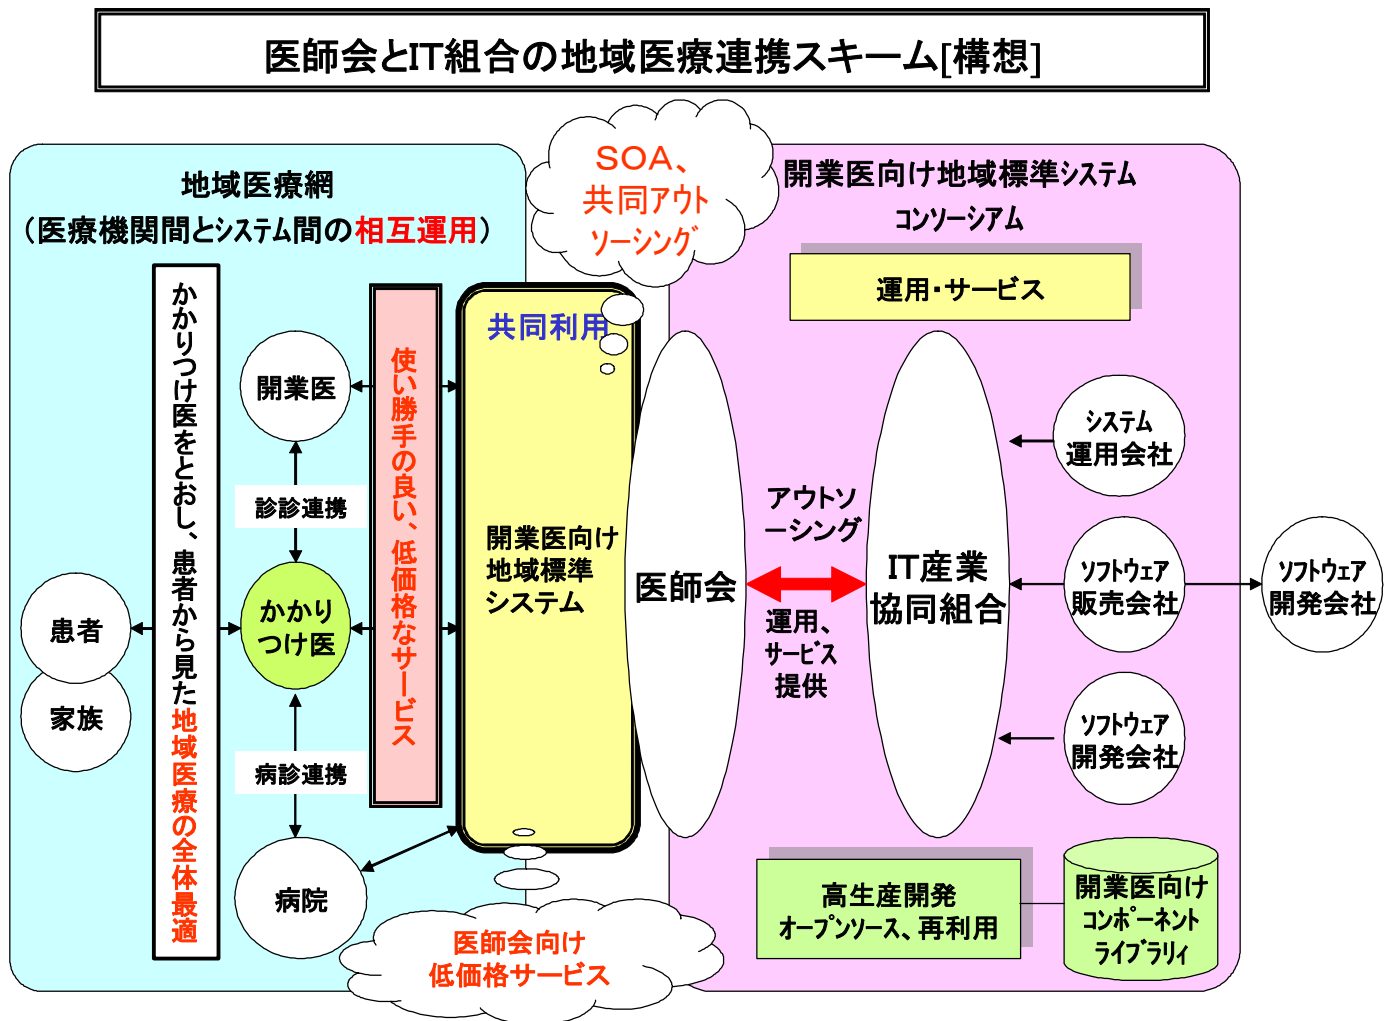 医師会とIT組合の地域医療連携スキーム[構想]
地域医療網
（医療機関間とシステム間の相互運用）
SOA、
共同アウト
ソーシング
開業医向け地域標準システム
コンソーシアム
運用・サービス
かかりつけ医をとおし、患者から見た地域医療の全体最適
開業医
診診連携
かかり
つけ医
病診連携
病院
患者
家族
使い勝手の良い、低価格なサービス
共同利用
開業医向け
地域標準
システム
医師会
アウトソ
ーシング
運用、
サービス
提供
IT産業
協同組合
システム
運用会社
ソフトウェア
販売会社
ソフトウェア
開発会社
ソフトウェア
開発会社
医師会向け
低価格サービス
高生産開発
オープンソース、再利用
開業医向け
コンポーネント
ライブラリィ